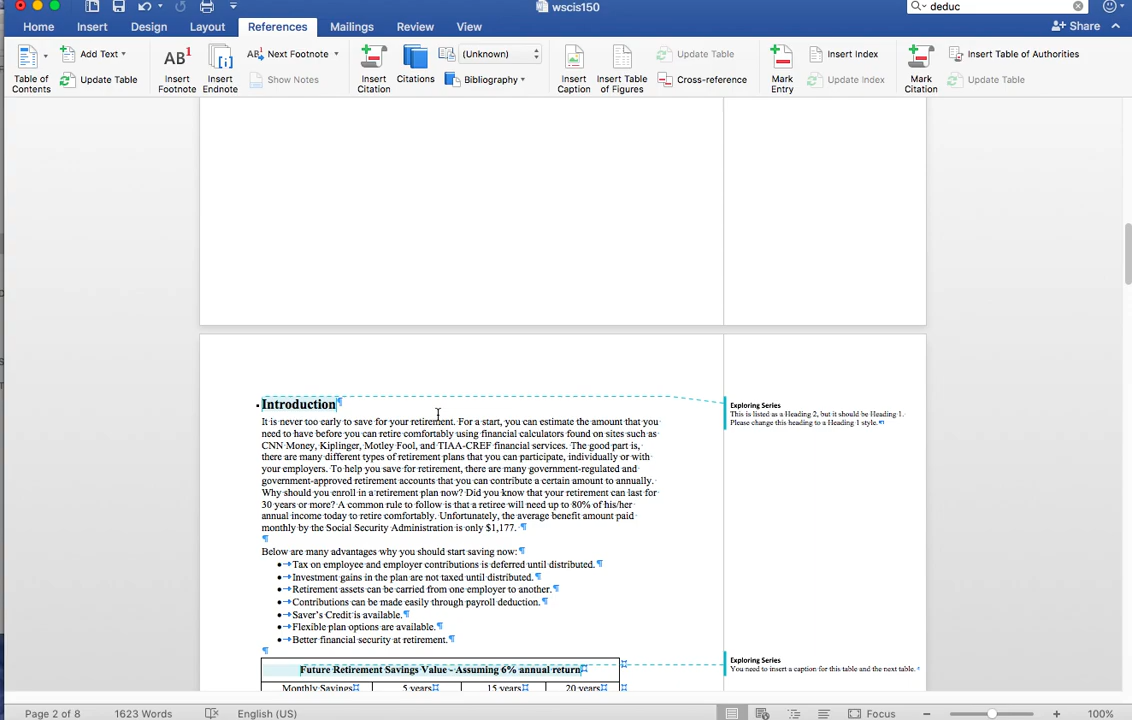 wscis150
deduc
Home Insert Design Layout References Mailings Review View
Share
Table of Contents
Add Text
Update Table
AB1 Insert Footnote
Insert Endnote
AB1 Next Footnote
Show Notes
Insert Citation
Citations
(Unknown)
Bibliography
Insert Caption
Insert Table of Figures
Update Table
Cross-reference
Mark Entry
Insert Index
Update Index
Mark Citation
Insert Table of Authorities
Update Table
Introduction¶
It is never too early to save for your retirement. For a start, you can estimate the amount that you
need to have before you can retire comfortably using financial calculators found on sites such as
CNN Money, Kiplinger, Motley Fool, and TIAA-CREF financial services. The good part is,
there are many different types of retirement plans that you can participate, individually or with
your employers. To help you save for retirement, there are many government-regulated and
government-approved retirement accounts that you can contribute a certain amount to annually.
Why should you enroll in a retirement plan now? Did you know that your retirement can last for
30 years or more? A common rule to follow is that a retiree will need up to 80% of his/her
annual income today to retire comfortably. Unfortunately, the average benefit amount paid
monthly by the Social Security Administration is only $1,177. ¶
¶
Below are many advantages why you should start saving now: ¶
•→Tax on employee and employer contributions is deferred until distributed. ¶
•→Investment gains in the plan are not taxed until distributed. ¶
•→Retirement assets can be carried from one employer to another. ¶
•→Contributions can be made easily through payroll deduction. ¶
•→Saver's Credit is available. ¶
•→Flexible plan options are available. ¶
•→Better financial security at retirement. ¶
¶
Future Retirement Savings Value - Assuming 6% annual return¤
Monthly Savings¤ 5 years¤ 15 years¤ 20 years¤
Exploring Series
This is listed as a Heading 2, but it should be Heading 1.
Please change this heading to a Heading 1 style.¶
Exploring Series
You need to insert a caption for this table and the next table.
Page 2 of 8 1623 Words English (US) Focus 100%